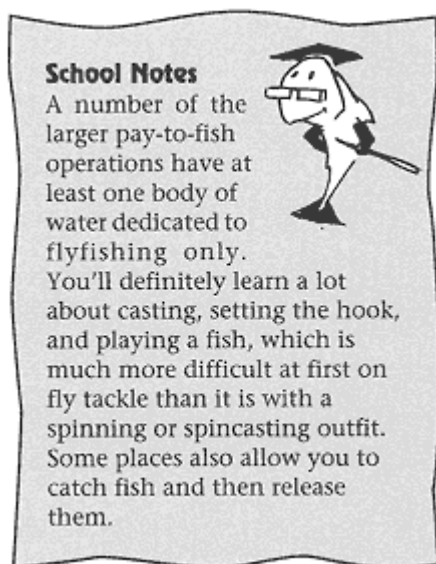 School Notes
A number of the
larger pay-to-fish
operations have at
least one body of
water dedicated to
flyfishing only.
You'll definitely learn a lot
about casting, setting the hook,
and playing a fish, which is
much more difficult at first on
fly tackle than it is with a
spinning or spincasting outfit.
Some places also allow you to
catch fish and then release
them.